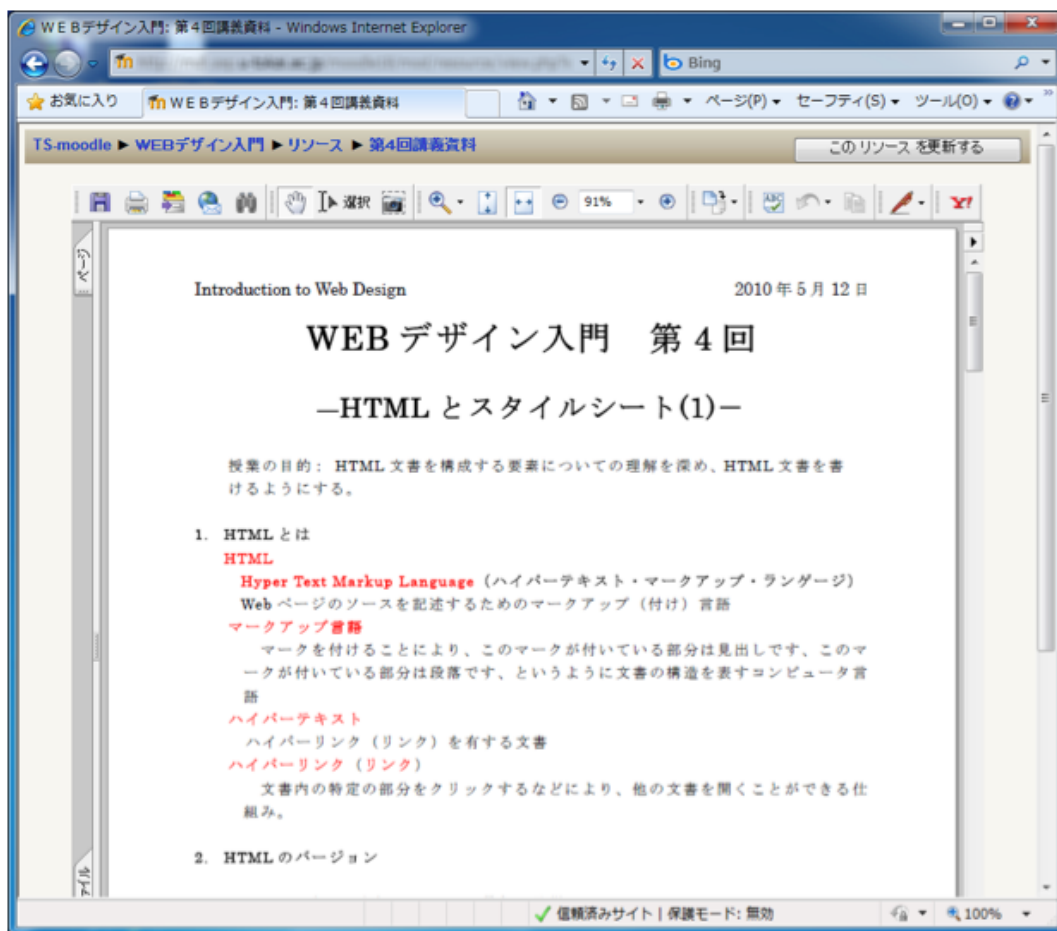 ＷＥＢデザイン入門: 第４回講義資料 - Windows Internet Explorer
Bing
お気に入り
ＷＥＢデザイン入門: 第４回講義資料
ページ(P)
セーフティ(S)
ツール(O)
TS-moodle ► WEBデザイン入門 ► リソース ► 第4回講義資料
このリソース を更新する
選択
91%
ページ
Introduction to Web Design
2010 年 5 月 12 日
WEB デザイン入門　第 4 回
―HTML とスタイルシート(1)－
授業の目的： HTML 文書を構成する要素についての理解を深め、HTML 文書を書
けるようにする。
1. HTML とは
HTML
Hyper Text Markup Language（ハイパーテキスト・マークアップ・ランゲージ）
Web ページのソースを記述するためのマークアップ（付け）言語
マークアップ言語
マークを付けることにより、このマークが付いている部分は見出しです、このマ
ークが付いている部分は段落です、というように文書の構造を表すコンピュータ言
語
ハイパーテキスト
ハイパーリンク（リンク）を有する文書
ハイパーリンク（リンク）
文書内の特定の部分をクリックするなどにより、他の文書を開くことができる仕
組み。
2. HTML のバージョン
信頼済みサイト | 保護モード: 無効
100%